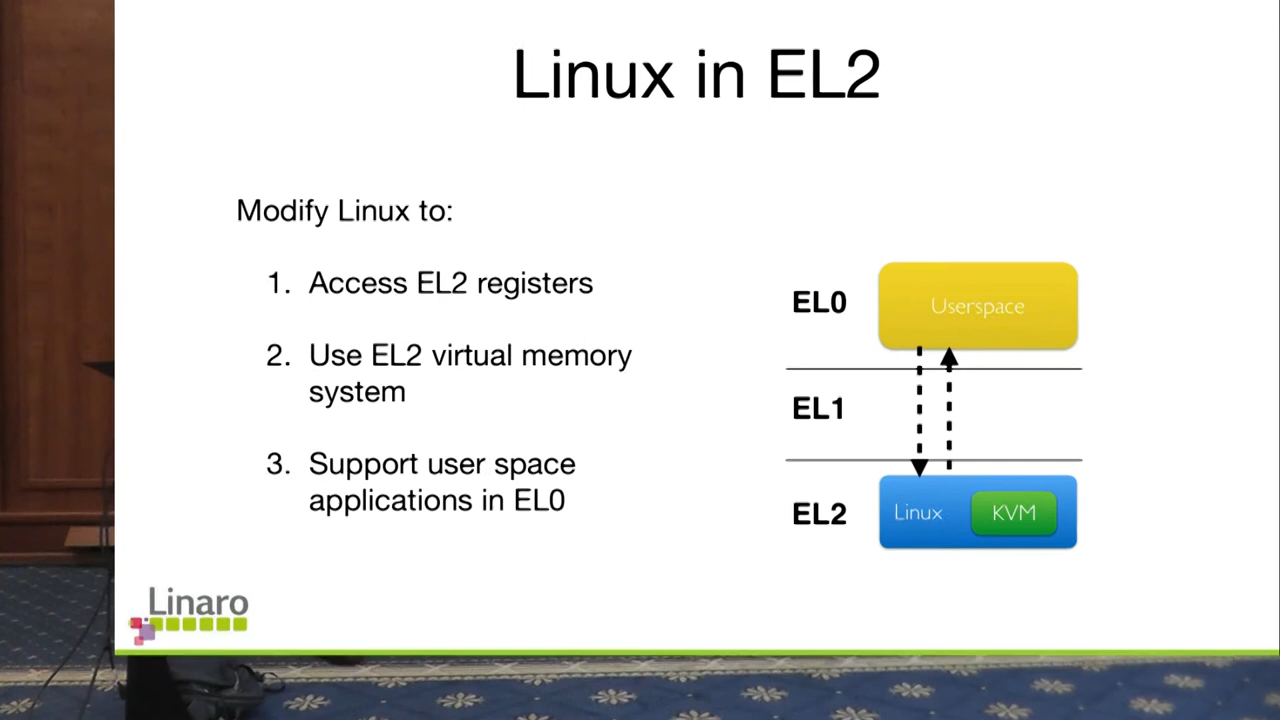 Linux in EL2
Modify Linux to:
1. Access EL2 registers
2. Use EL2 virtual memory
system
3. Support user space
applications in EL0
EL0
Userspace
EL1
EL2
Linux
KVM
Linaro